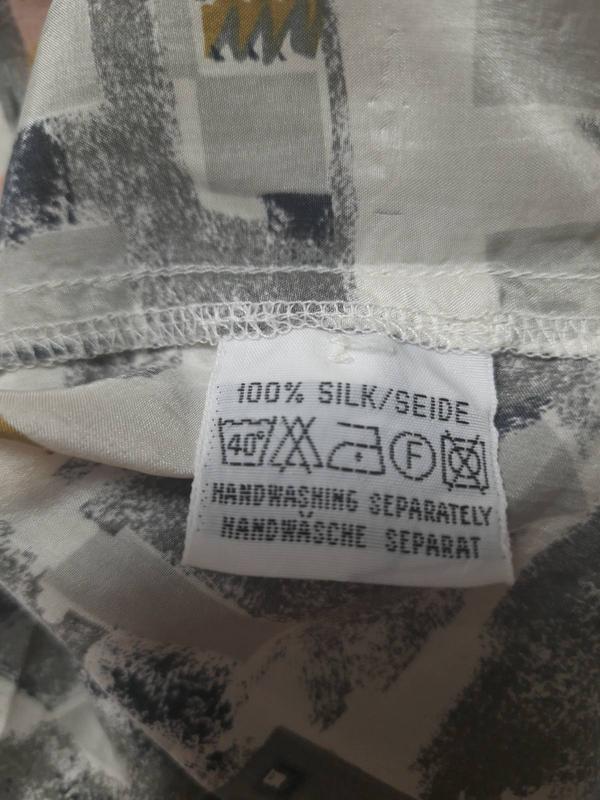 100% SILK/SEIDE
40° F
HANDWASHING SEPARATELY
HANDWÄSCHE SEPARAT